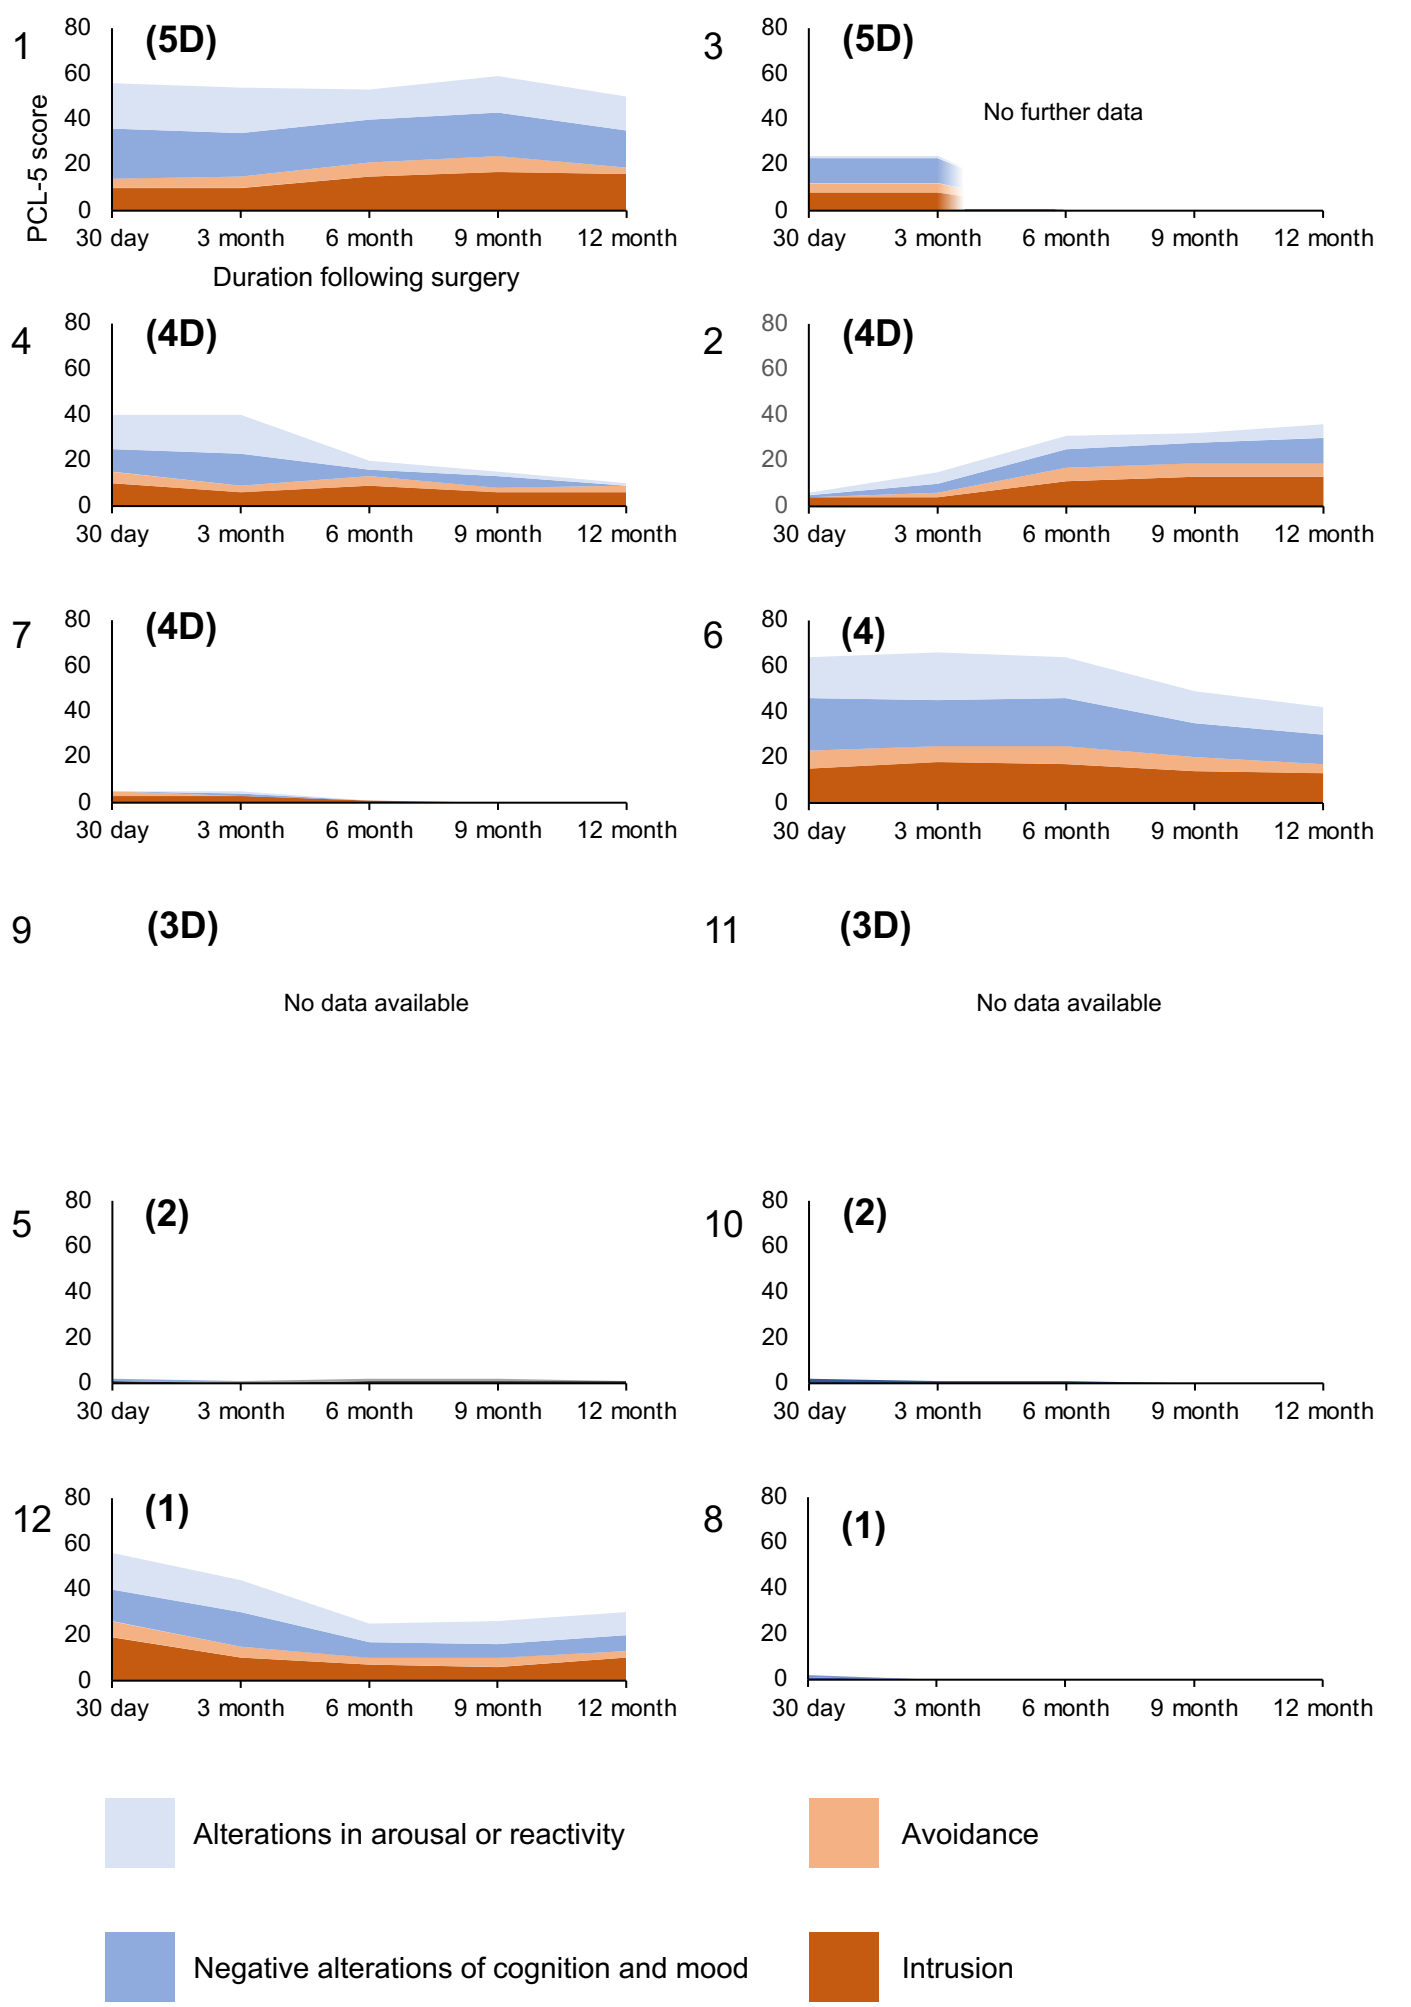 1
(5D)
80
60
40
20
0
PCL-5 score
30 day 3 month 6 month 9 month 12 month
Duration following surgery
3
(5D)
80
60
40
20
0
No further data
30 day 3 month 6 month 9 month 12 month
4
(4D)
80
60
40
20
0
30 day 3 month 6 month 9 month 12 month
2
(4D)
80
60
40
20
0
30 day 3 month 6 month 9 month 12 month
7
(4D)
80
60
40
20
0
30 day 3 month 6 month 9 month 12 month
6
(4)
80
60
40
20
0
30 day 3 month 6 month 9 month 12 month
9
(3D)
No data available
11
(3D)
No data available
5
(2)
80
60
40
20
0
30 day 3 month 6 month 9 month 12 month
10
(2)
80
60
40
20
0
30 day 3 month 6 month 9 month 12 month
12
(1)
80
60
40
20
0
30 day 3 month 6 month 9 month 12 month
8
(1)
80
60
40
20
0
30 day 3 month 6 month 9 month 12 month
Alterations in arousal or reactivity
Avoidance
Negative alterations of cognition and mood
Intrusion